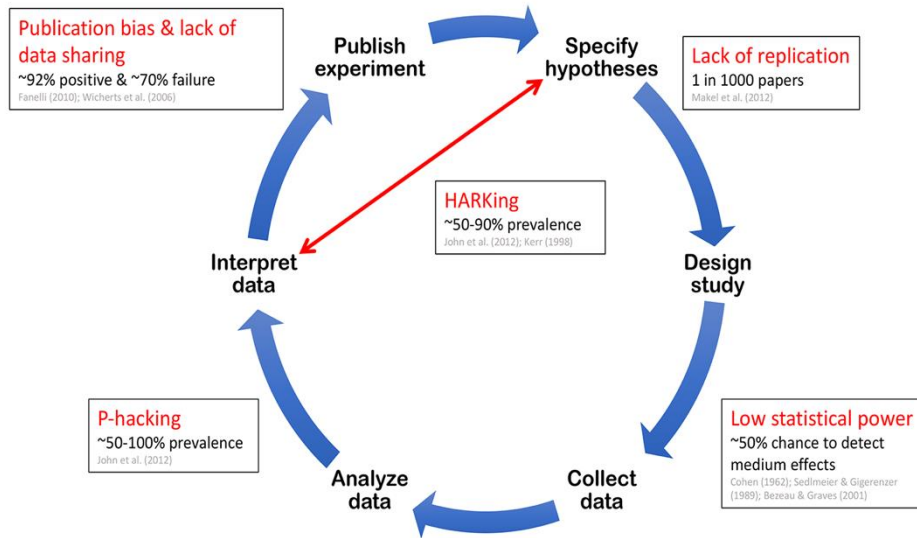 Publication bias & lack of
data sharing
~92% positive & ~70% failure
Fanelli (2010); Wicherts et al. (2006)
Publish
experiment
Specify
hypotheses
Lack of replication
1 in 1000 papers
Makel et al. (2012)
HARKing
~50-90% prevalence
John et al. (2012); Kerr (1998)
Interpret
data
Design
study
P-hacking
~50-100% prevalence
John et al. (2012)
Low statistical power
~50% chance to detect
medium effects
Cohen (1962); Sedlmeier & Gigerenzer
(1989); Bezeau & Graves (2001)
Analyze
data
Collect
data